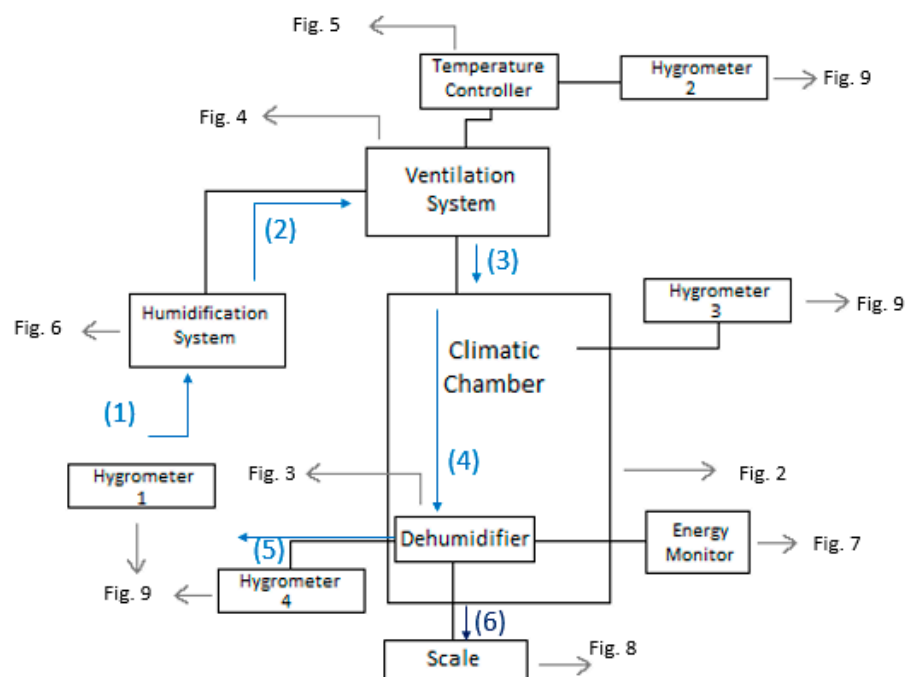 Fig. 5
Temperature
Controller
Hygrometer
2
Fig. 9
Fig. 4
Ventilation
System
(2)
(3)
Humidification
System
Fig. 6
Hygrometer
3
Fig. 9
Climatic
Chamber
(1)
(4)
Fig. 3
Fig. 2
Hygrometer
1
Dehumidifier
Energy
Monitor
Fig. 7
(5)
Hygrometer
4
Fig. 9
(6)
Scale
Fig. 8